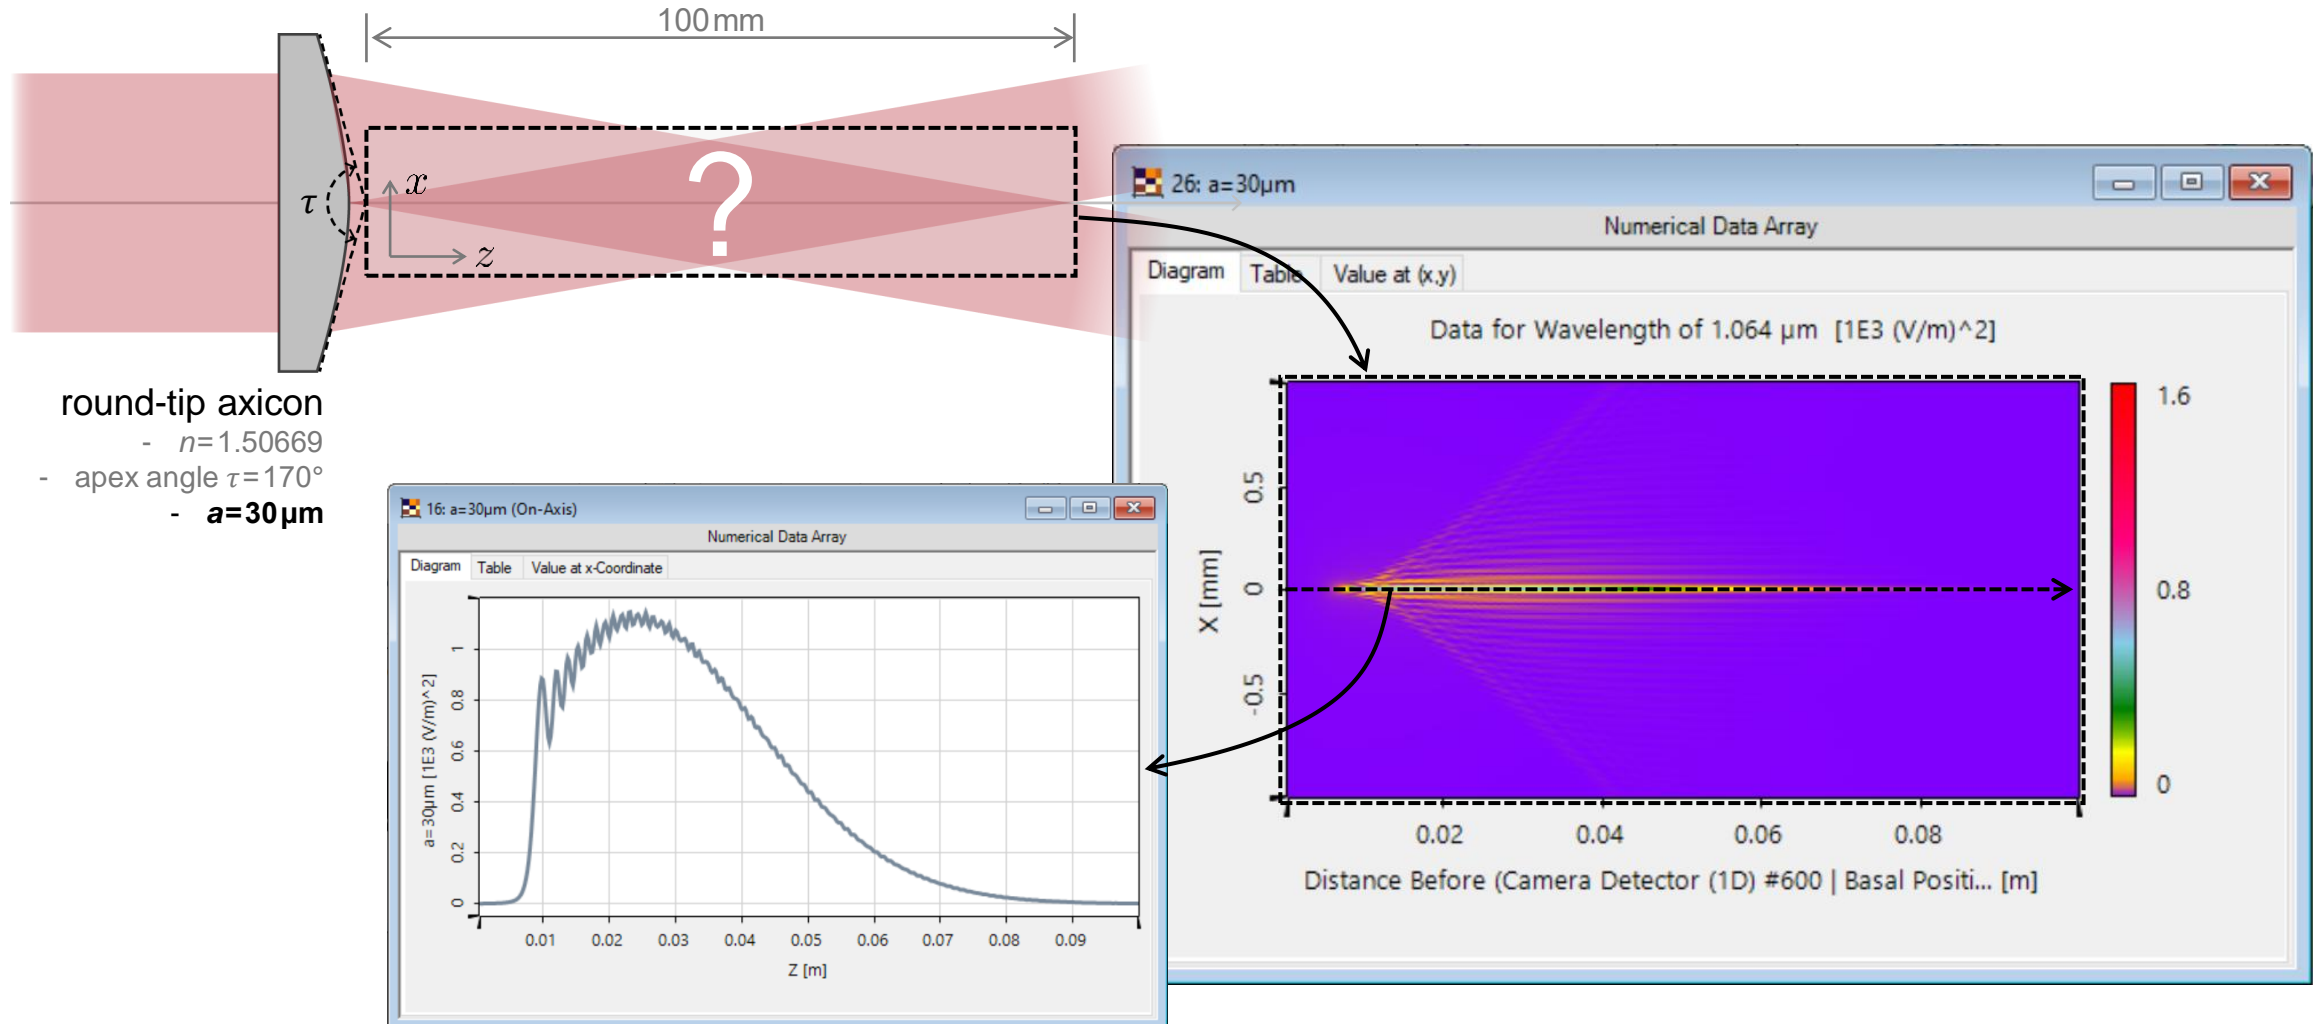 100 mm
?
τ
x
z
round-tip axicon
- n=1.50669
- apex angle τ=170°
- a=30µm
26: a=30µm
Numerical Data Array
Diagram
Table
Value at (x,y)
Data for Wavelength of 1.064 µm [1E3 (V/m)^2]
X [mm]
0.5
0
-0.5
0.02
0.04
0.06
0.08
Distance Before (Camera Detector (1D) #600 | Basal Positi... [m]
1.6
0.8
0
16: a=30µm (On-Axis)
Numerical Data Array
Diagram
Table
Value at x-Coordinate
a=30µm [1E3 (V/m)^2]
1
0.8
0.6
0.4
0.2
0
0.01
0.02
0.03
0.04
0.05
0.06
0.07
0.08
0.09
Z [m]